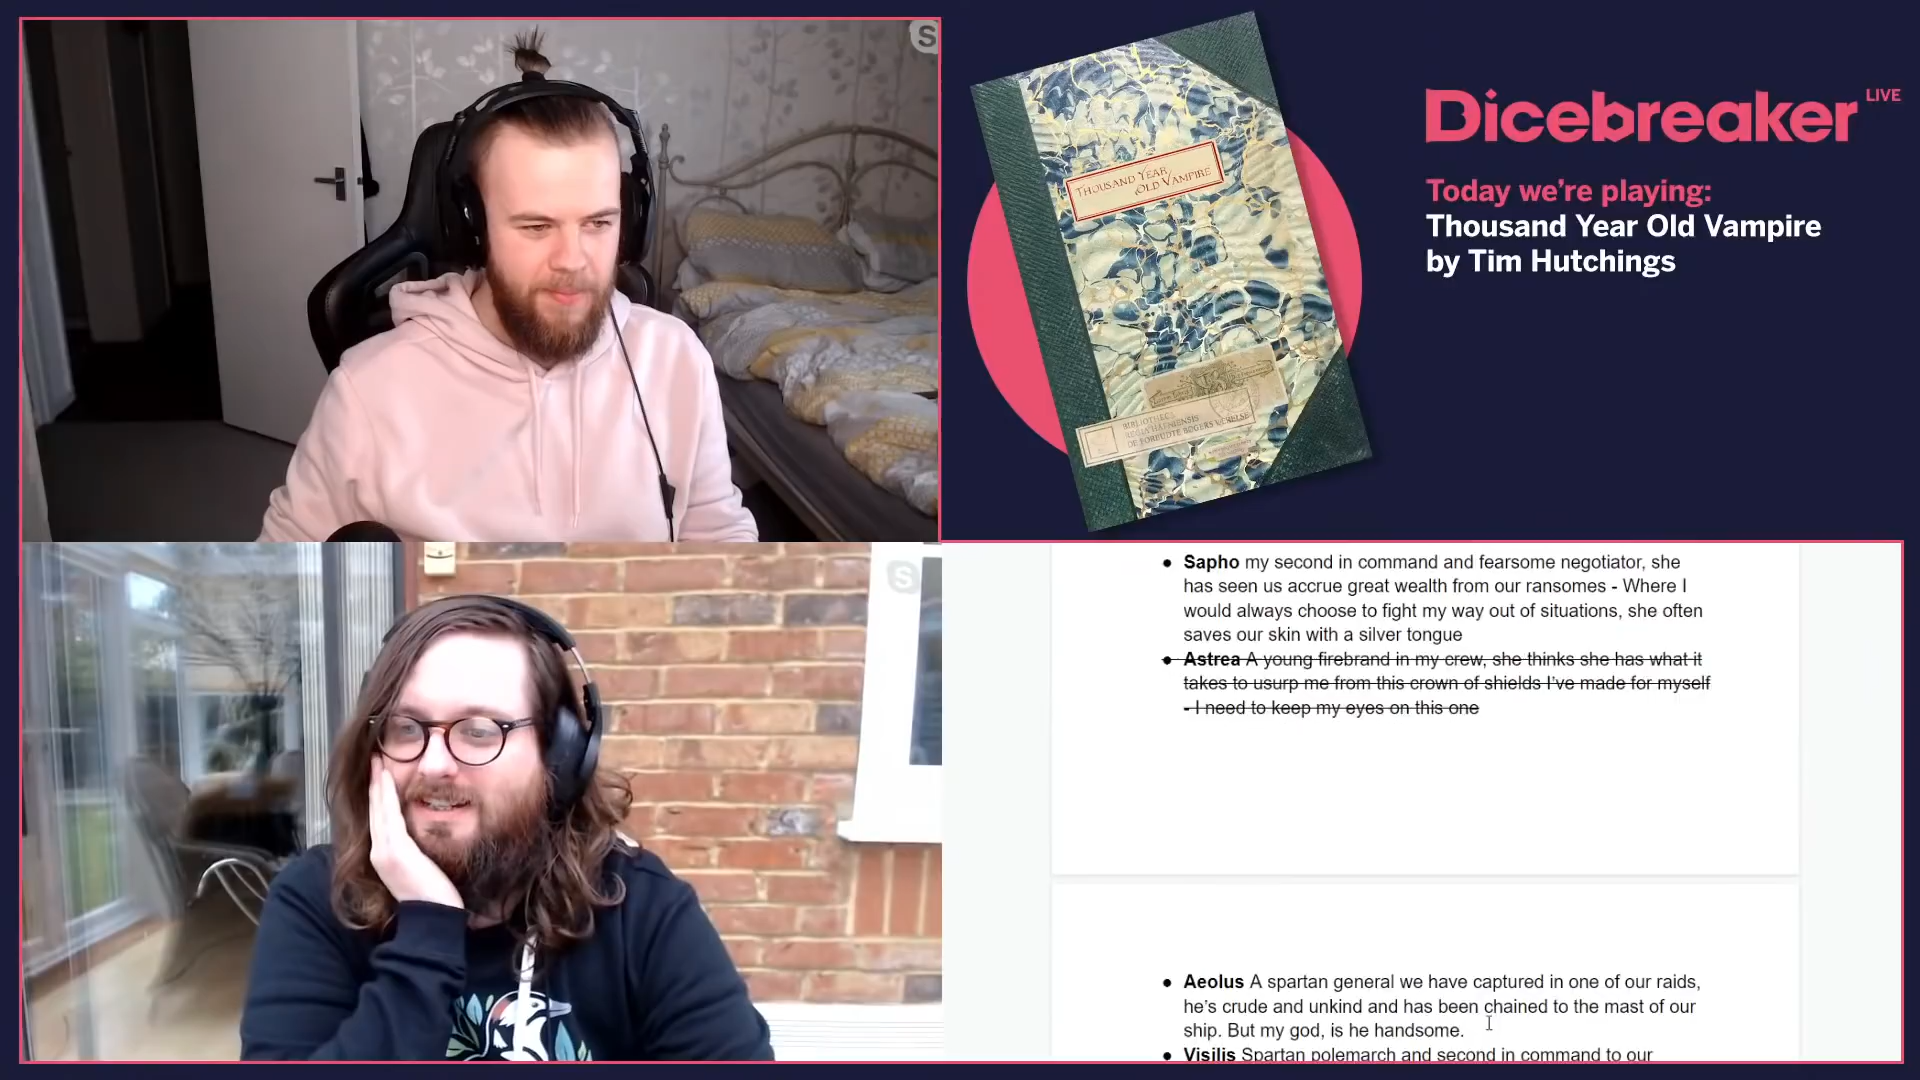 Dicebreaker LIVE
Today we're playing:
Thousand Year Old Vampire
by Tim Hutchings
THOUSAND YEAR
OLD VAMPIRE
BIBLIOTHECA
REGIA HAFNIENSIS
S
S
● Sapho my second in command and fearsome negotiator, she
has seen us accrue great wealth from our ransomes - Where I
would always choose to fight my way out of situations, she often
saves our skin with a silver tongue
● Astrea A young firebrand in my crew, she thinks she has what it
takes to usurp me from this crown of shields I've made for myself
- I need to keep my eyes on this one
● Aeolus A spartan general we have captured in one of our raids,
he's crude and unkind and has been chained to the mast of our
ship. But my god, is he handsome.
● Visilis Spartan polemarch and second in command to our